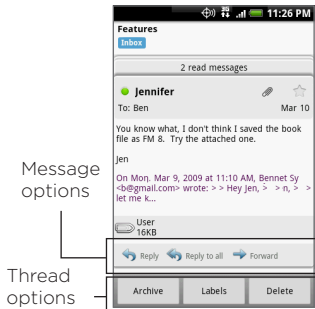 3G 11:26 PM
Features
Inbox
2 read messages
Jennifer
To: Ben Mar 10
You know what, I don't think I saved the book
file as FM 8. Try the attached one.
Jen
On Mon. Mar 9, 2009 at 11:10 AM, Bennet Sy
<b@gmail.com> wrote: > > Hey Jen, > > n, > >
let me k...
User
16KB
Message
options
Reply Reply to all Forward
Thread
options
Archive Labels Delete